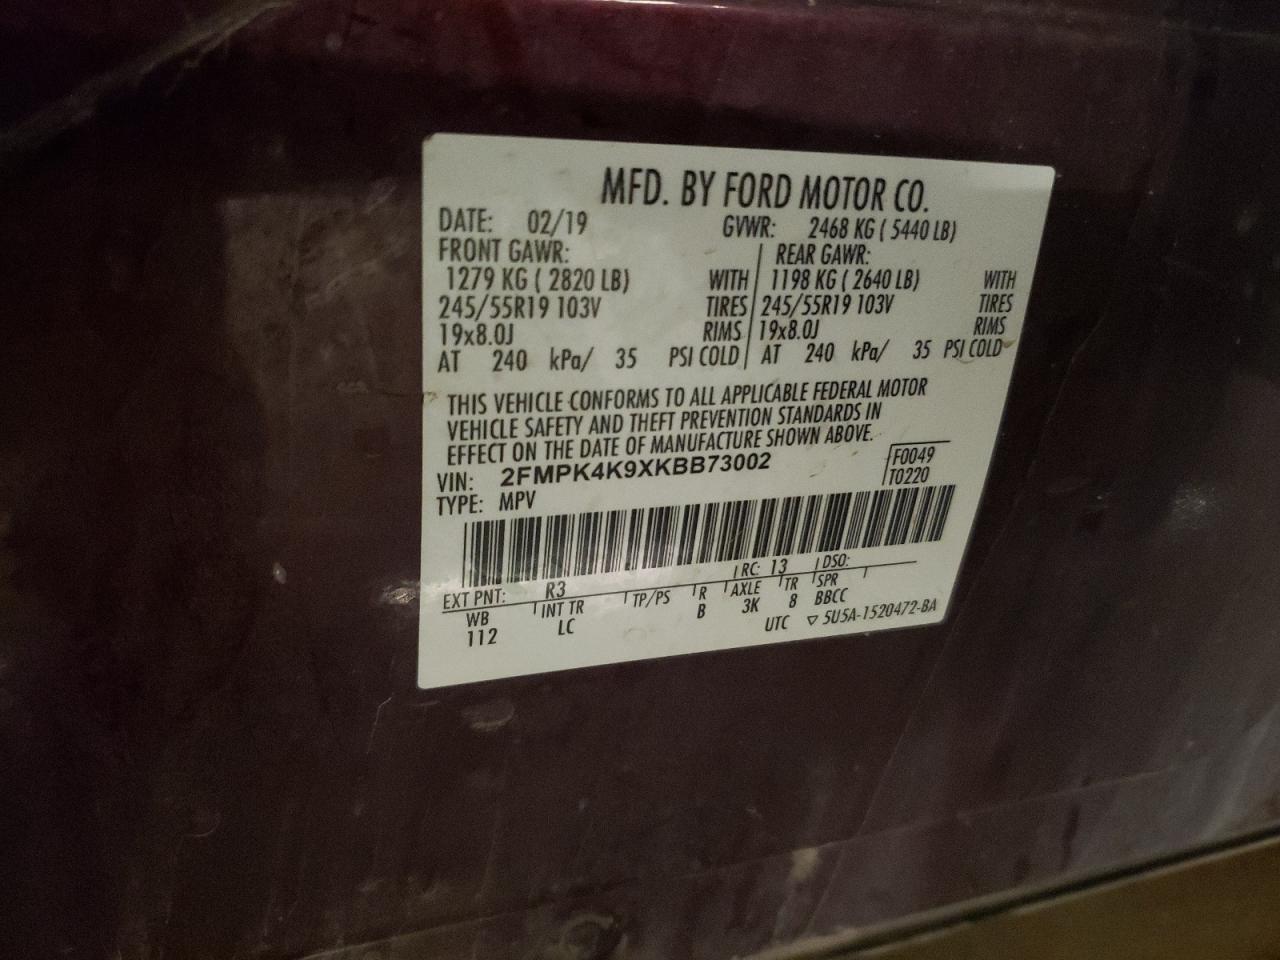 MFD. BY FORD MOTOR CO.
DATE: 02/19 GVWR: 2468 KG ( 5440 LB)
FRONT GAWR: REAR GAWR:
1279 KG ( 2820 LB) WITH 1198 KG ( 2640 LB) WITH
245/55R19 103V TIRES 245/55R19 103V TIRES
19x8.0J RIMS 19x8.0J RIMS
AT 240 kPa/ 35 PSI COLD AT 240 kPa/ 35 PSI COLD
THIS VEHICLE CONFORMS TO ALL APPLICABLE FEDERAL MOTOR
VEHICLE SAFETY AND THEFT PREVENTION STANDARDS IN
EFFECT ON THE DATE OF MANUFACTURE SHOWN ABOVE.
VIN: 2FMPK4K9XKBB73002 F0049
TYPE: MPV T0220
EXT PNT: R3 RC: 13 DSO:
WB INT TR TP/PS R AXLE TR SPR
112 LC B 3K 8 BBCC
UTC ▽ 5U5A-1520472-BA